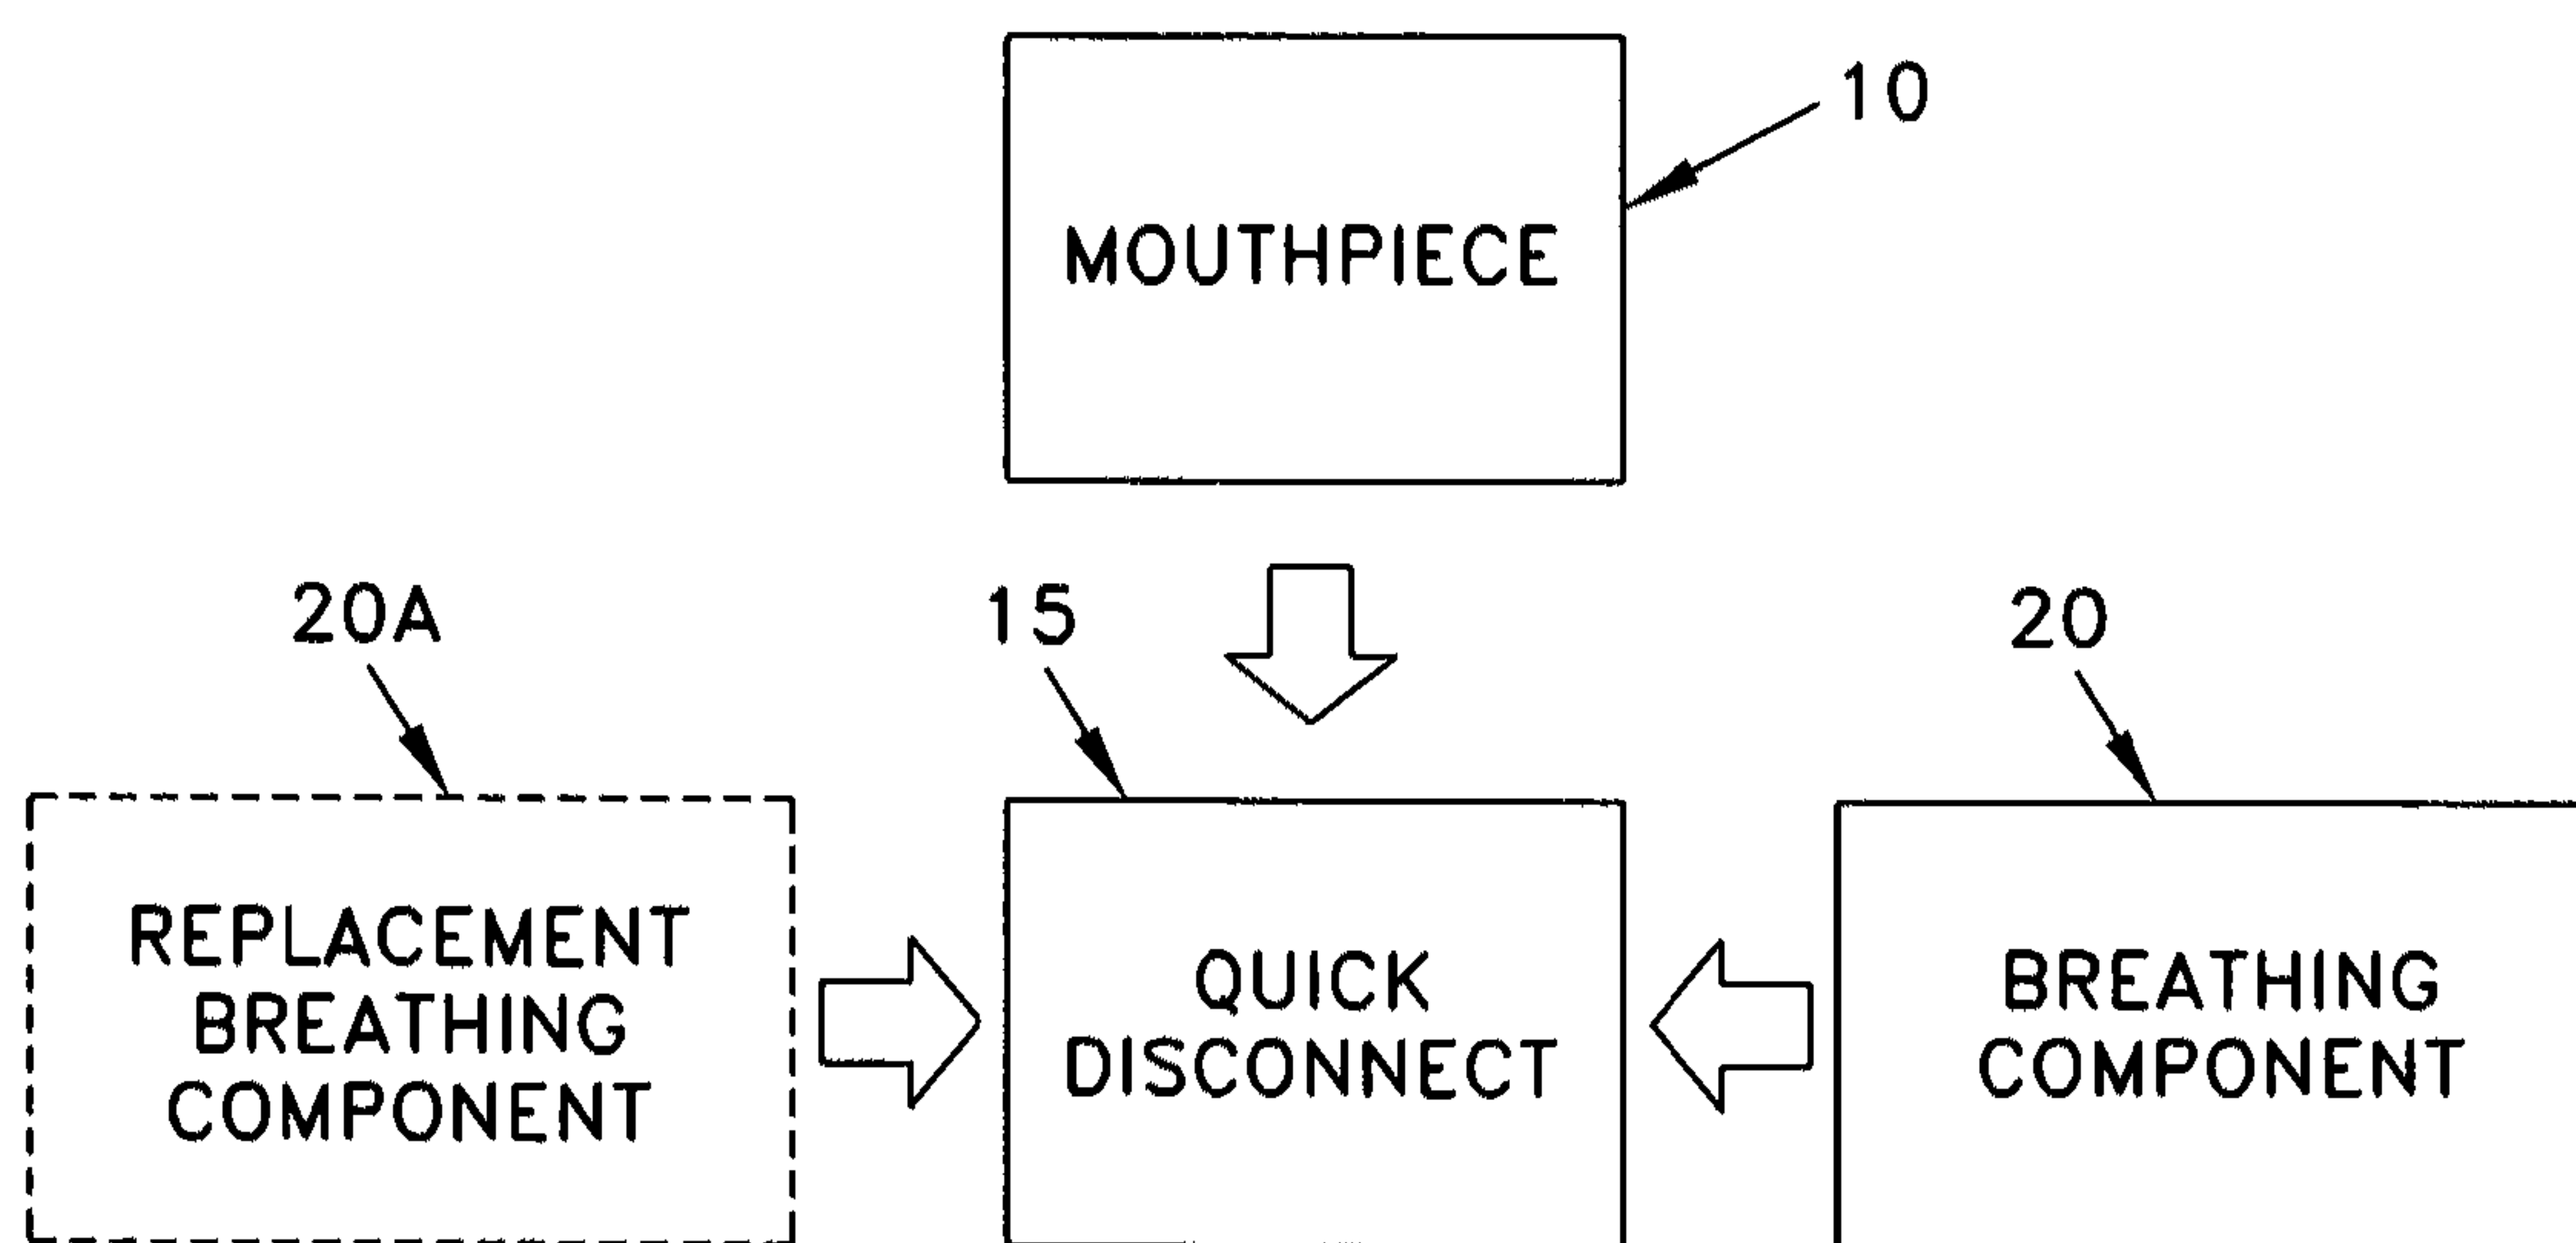 10
MOUTHPIECE
20A
15
20
REPLACEMENT
BREATHING
COMPONENT
QUICK
DISCONNECT
BREATHING
COMPONENT